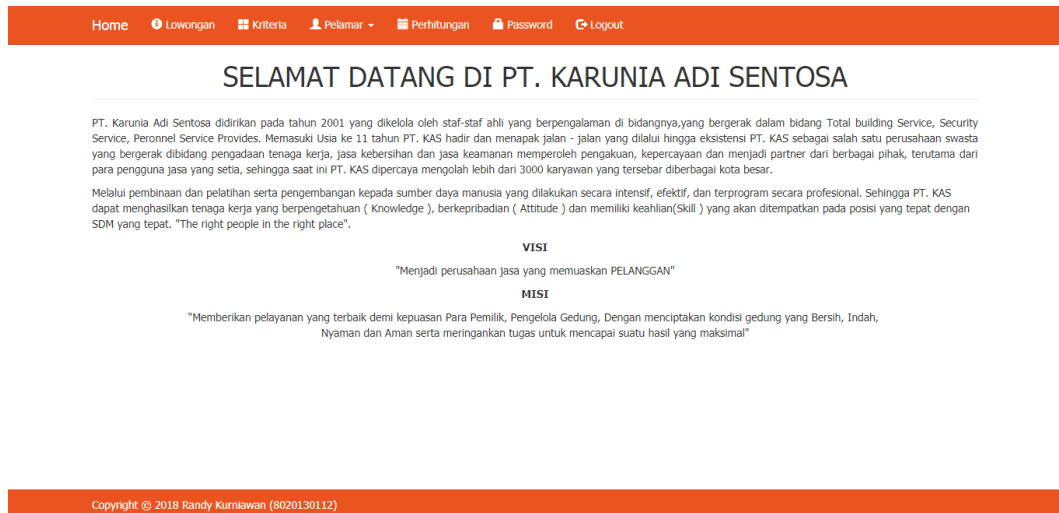 Home Lowongan Kriteria Pelamar Perhitungan Password Logout
SELAMAT DATANG DI PT. KARUNIA ADI SENTOSA
PT. Karunia Adi Sentosa didirikan pada tahun 2001 yang dikelola oleh staf-staf ahli yang berpengalaman di bidangnya,yang bergerak dalam bidang Total building Service, Security
Service, Peronnel Service Provides. Memasuki Usia ke 11 tahun PT. KAS hadir dan menapak jalan - jalan yang dilalui hingga eksistensi PT. KAS sebagai salah satu perusahaan swasta
yang bergerak dibidang pengadaan tenaga kerja, jasa kebersihan dan jasa keamanan memperoleh pengakuan, kepercayaan dan menjadi partner dari berbagai pihak, terutama dari
para pengguna jasa yang setia, sehingga saat ini PT. KAS dipercaya mengolah lebih dari 3000 karyawan yang tersebar diberbagai kota besar.
Melalui pembinaan dan pelatihan serta pengembangan kepada sumber daya manusia yang dilakukan secara intensif, efektif, dan terprogram secara profesional. Sehingga PT. KAS
dapat menghasilkan tenaga kerja yang berpengetahuan ( Knowledge ), berkepribadian ( Attitude ) dan memiliki keahlian(Skill ) yang akan ditempatkan pada posisi yang tepat dengan
SDM yang tepat. "The right people in the right place".
VISI
"Menjadi perusahaan jasa yang memuaskan PELANGGAN"
MISI
"Memberikan pelayanan yang terbaik demi kepuasan Para Pemilik, Pengelola Gedung, Dengan menciptakan kondisi gedung yang Bersih, Indah,
Nyaman dan Aman serta meringankan tugas untuk mencapai suatu hasil yang maksimal"
Copyright © 2018 Randy Kurniawan (8020130112)